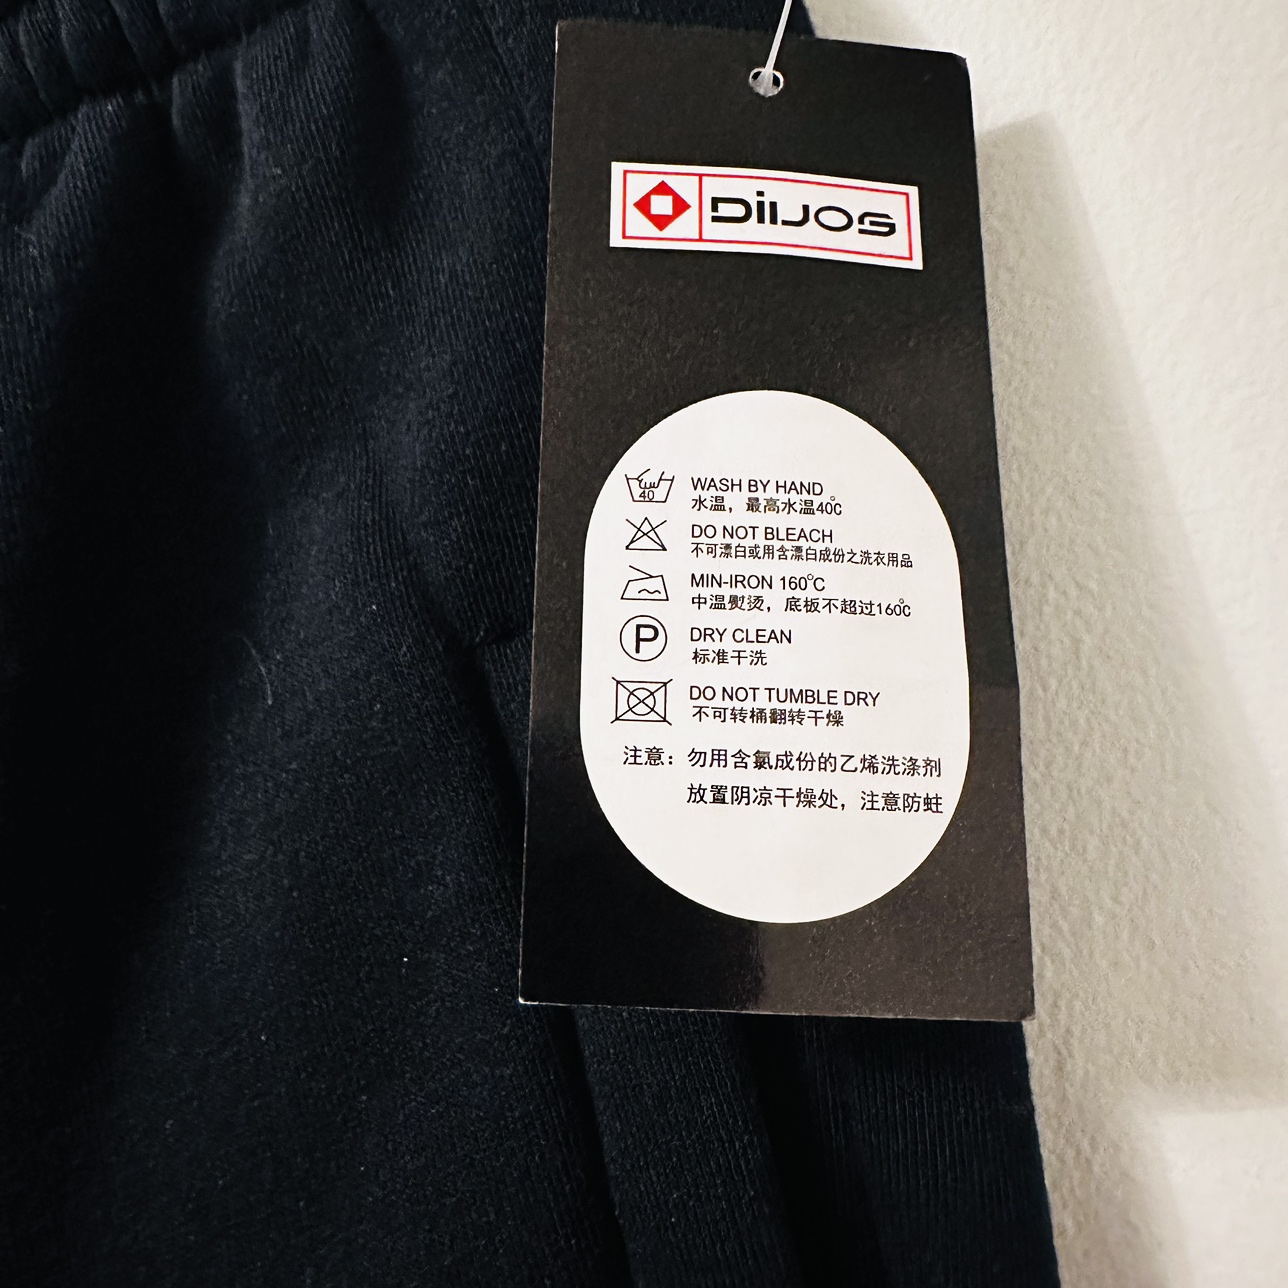 DiiJOS
40
WASH BY HAND
水温，最高水温40℃
DO NOT BLEACH
不可漂白或用含漂白成份之洗衣用品
MIN-IRON 160℃
中温熨烫，底板不超过160℃
P
DRY CLEAN
标准干洗
DO NOT TUMBLE DRY
不可转桶翻转干燥
注意：勿用含氯成份的乙烯洗涤剂
放置阴凉干燥处，注意防蛀